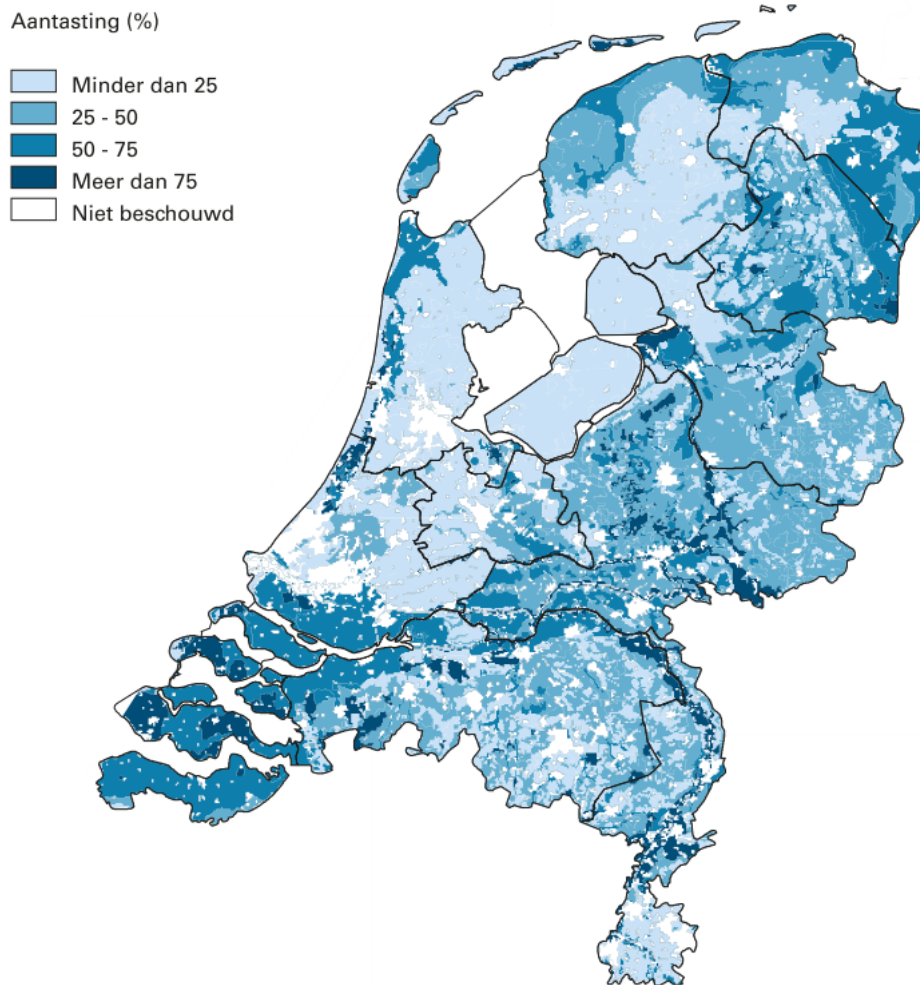 Aantasting (%)
Minder dan 25
25 - 50
50 - 75
Meer dan 75
Niet beschouwd